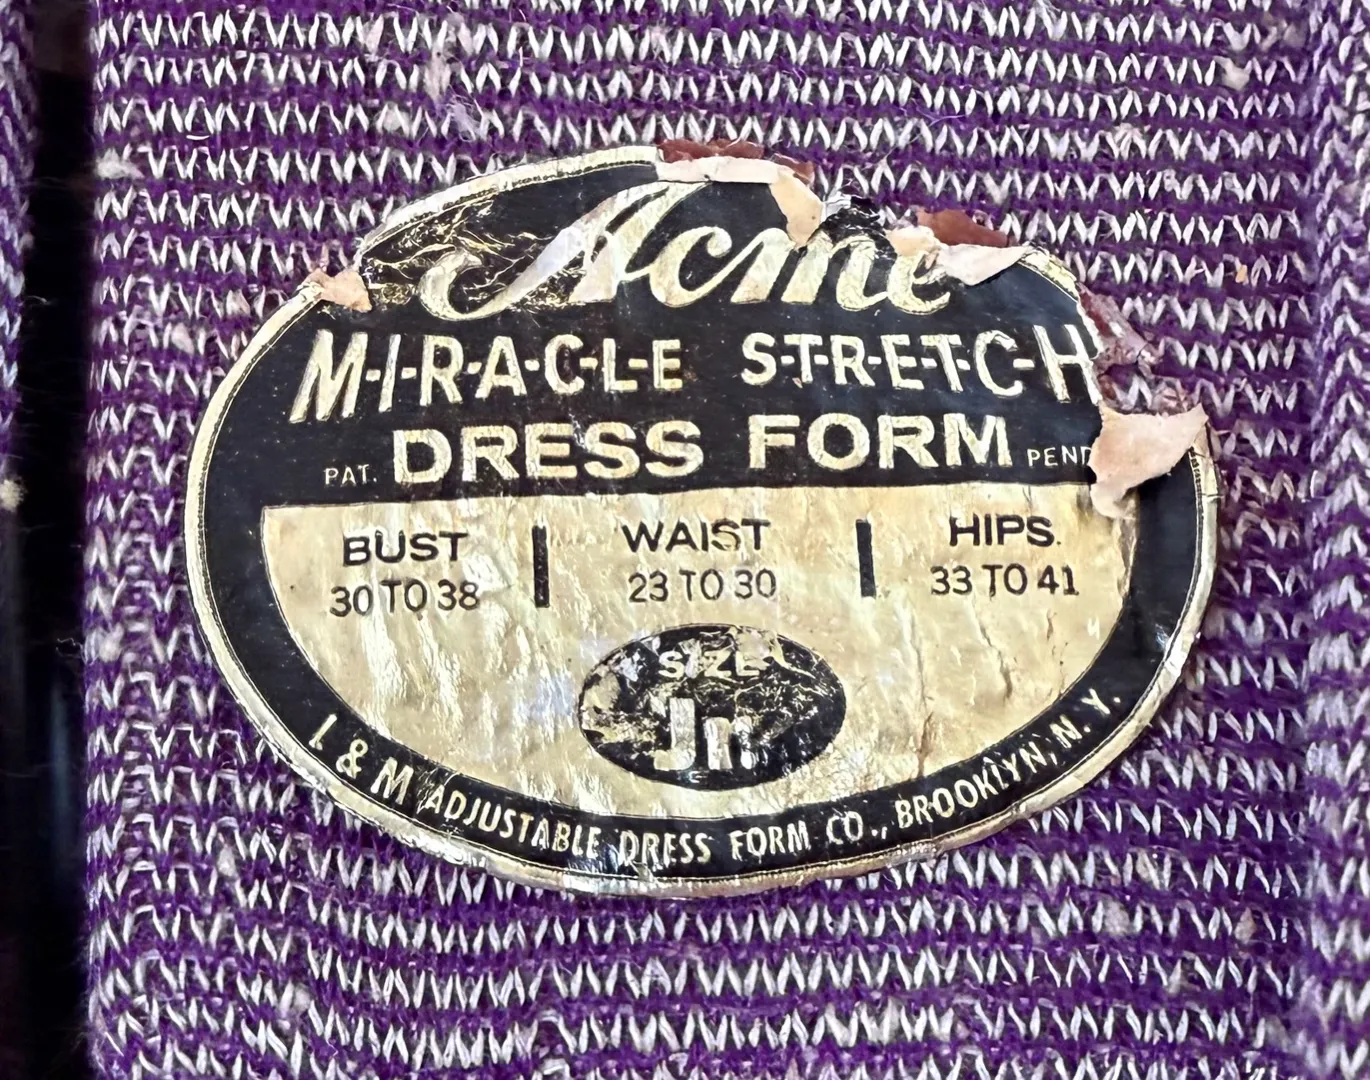 Acme
M-I-R-A-C-L-E S-T-R-E-T-C-H
PAT. DRESS FORM PEND
BUST
30 TO 38
WAIST
23 TO 30
HIPS.
33 TO 41
SIZE
Jr.
L & M ADJUSTABLE DRESS FORM CO., BROOKLYN, N. Y.